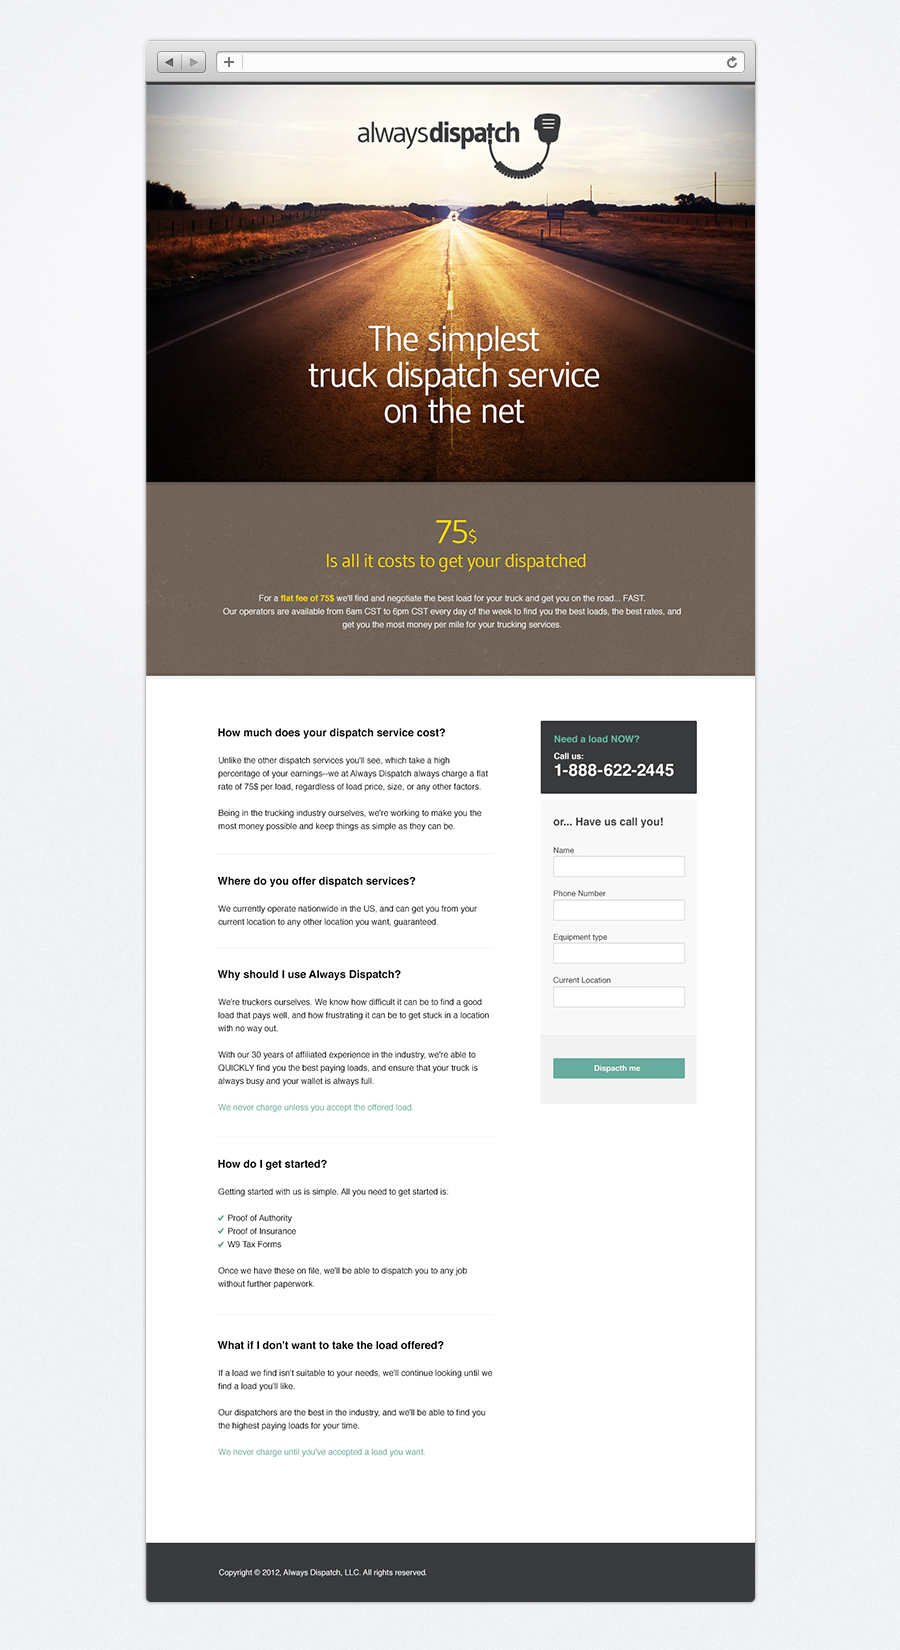 alwaysdispatch
The simplest
truck dispatch service
on the net
75$
Is all it costs to get your dispatched
For a flat fee of 75$ we'll find and negotiate the best load for your truck and get you on the road... FAST.
Our operators are available from 6am CST to 6pm CST every day of the week to find you the best loads, the best rates, and
get you the most money per mile for your trucking services.
How much does your dispatch service cost?
Unlike the other dispatch services you'll see, which take a high
percentage of your earnings--we at Always Dispatch always charge a flat
rate of 75$ per load, regardless of load price, size, or any other factors.
Being in the trucking industry ourselves, we're working to make you the
most money possible and keep things as simple as they can be.
Where do you offer dispatch services?
We currently operate nationwide in the US, and can get you from your
current location to any other location you want, guaranteed.
Why should I use Always Dispatch?
We're truckers ourselves. We know how difficult it can be to find a good
load that pays well, and how frustrating it can be to get stuck in a location
with no way out.
With our 30 years of affiliated experience in the industry, we're able to
QUICKLY find you the best paying loads, and ensure that your truck is
always busy and your wallet is always full.
We never charge unless you accept the offered load.
How do I get started?
Getting started with us is simple. All you need to get started is:
Proof of Authority
Proof of Insurance
W9 Tax Forms
Once we have these on file, we'll be able to dispatch you to any job
without further paperwork.
What if I don't want to take the load offered?
If a load we find isn't suitable to your needs, we'll continue looking until we
find a load you'll like.
Our dispatchers are the best in the industry, and we'll be able to find you
the highest paying loads for your time.
We never charge until you've accepted a load you want.
Need a load NOW?
Call us:
1-888-622-2445
or... Have us call you!
Name
Phone Number
Equipment type
Current Location
Dispacth me
Copyright © 2012, Always Dispatch, LLC. All rights reserved.